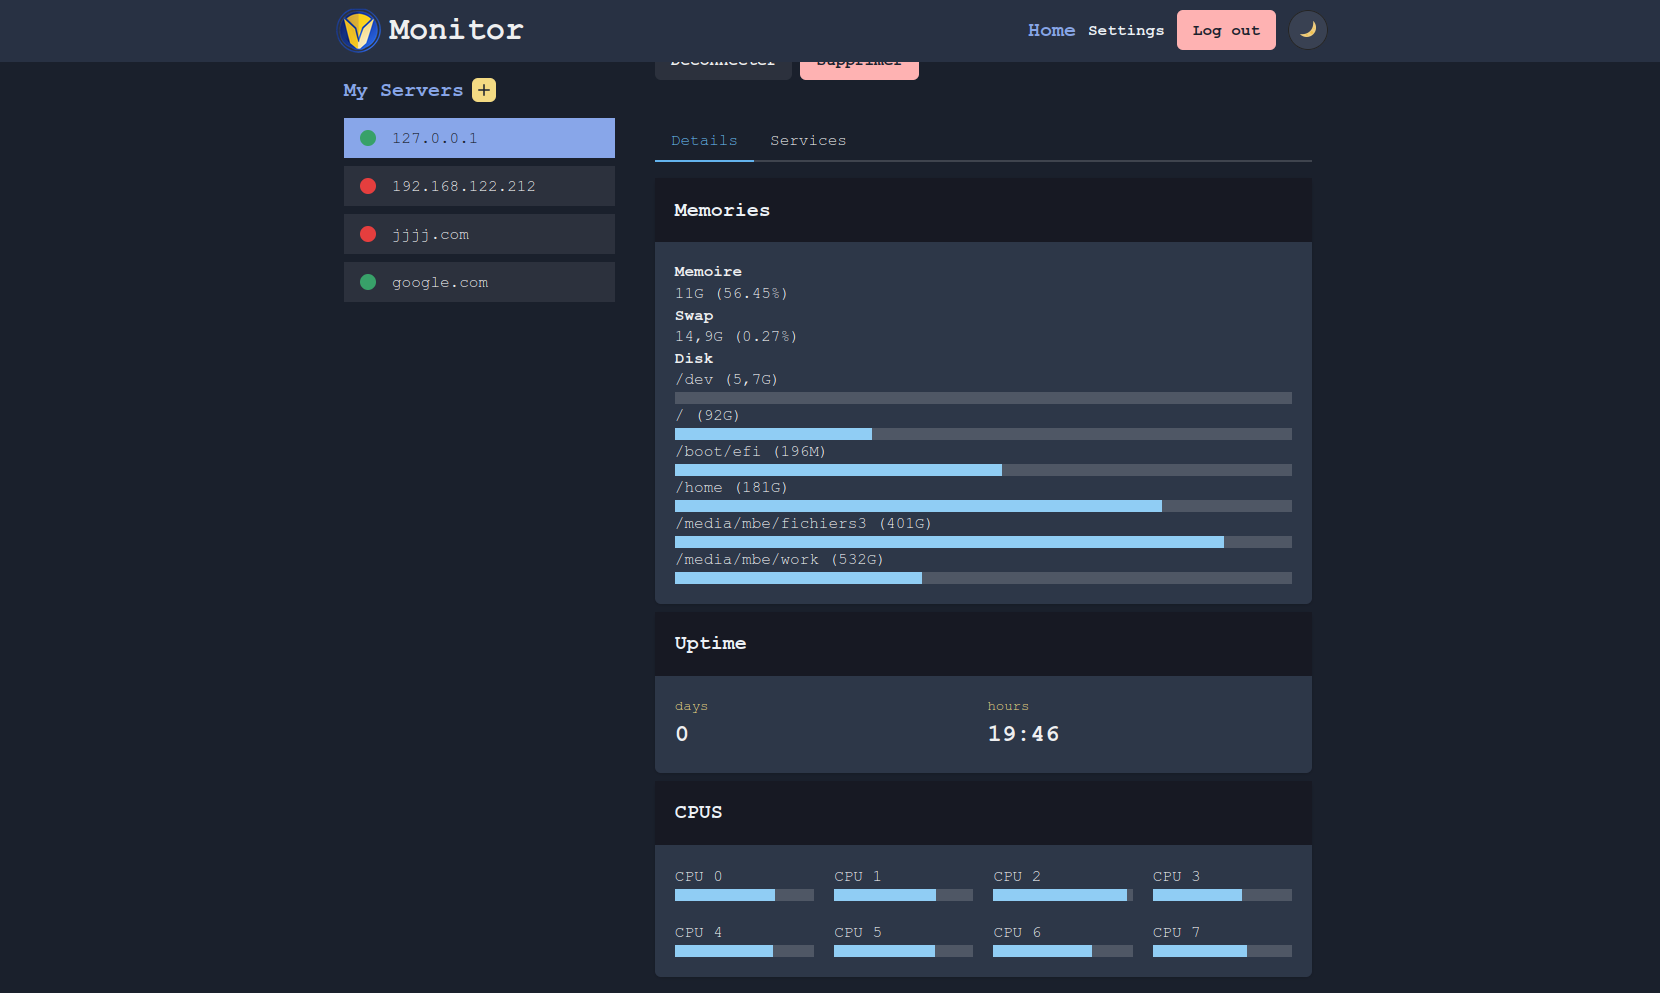 Monitor
Home Settings Log out
Déconnecter Supprimer
My Servers +
127.0.0.1
192.168.122.212
jjjj.com
google.com
Details Services
Memories
Memoire
11G (56.45%)
Swap
14,9G (0.27%)
Disk
/dev (5,7G)
/ (92G)
/boot/efi (196M)
/home (181G)
/media/mbe/fichiers3 (401G)
/media/mbe/work (532G)
Uptime
days hours
0 19:46
CPUS
CPU 0 CPU 1 CPU 2 CPU 3
CPU 4 CPU 5 CPU 6 CPU 7